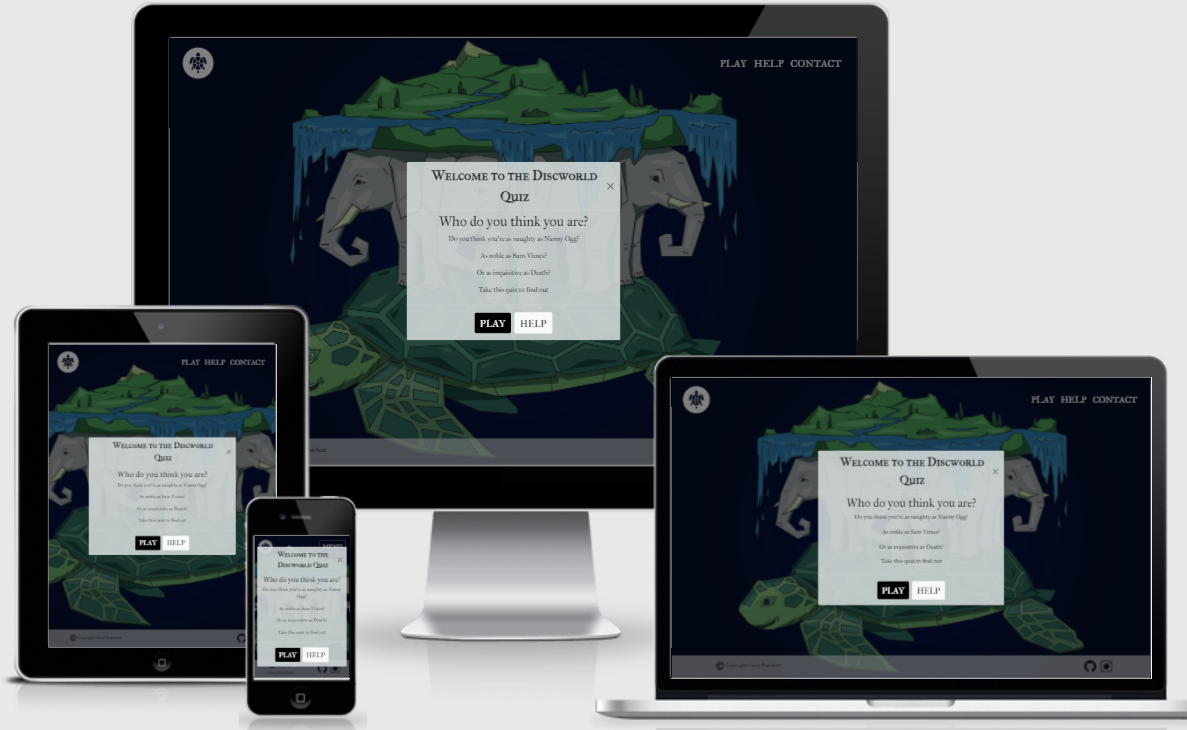 PLAY HELP CONTACT
Welcome to the Discworld
Quiz
Who do you think you are?
Do you think you're as naughty as Nanny Ogg?
As noble as Sam Vimes?
Or as inquisitive as Death?
Take this quiz to find out
PLAY HELP
PLAY HELP CONTACT
Welcome to the Discworld
Quiz
Who do you think you are?
Do you think you're as naughty as Nanny Ogg?
As noble as Sam Vimes?
Or as inquisitive as Death?
Take this quiz to find out
PLAY HELP
© Copyright
MENU
Welcome to the
Discworld Quiz
Who do you think you are?
Do you think you're as naughty as Nanny
Ogg?
As noble as Sam Vimes?
Or as inquisitive as Death?
Take this quiz to find out
PLAY HELP
PLAY HELP CONTACT
Welcome to the Discworld
Quiz
Who do you think you are?
Do you think you're as naughty as Nanny Ogg?
As noble as Sam Vimes?
Or as inquisitive as Death?
Take this quiz to find out
PLAY HELP
© Copyright